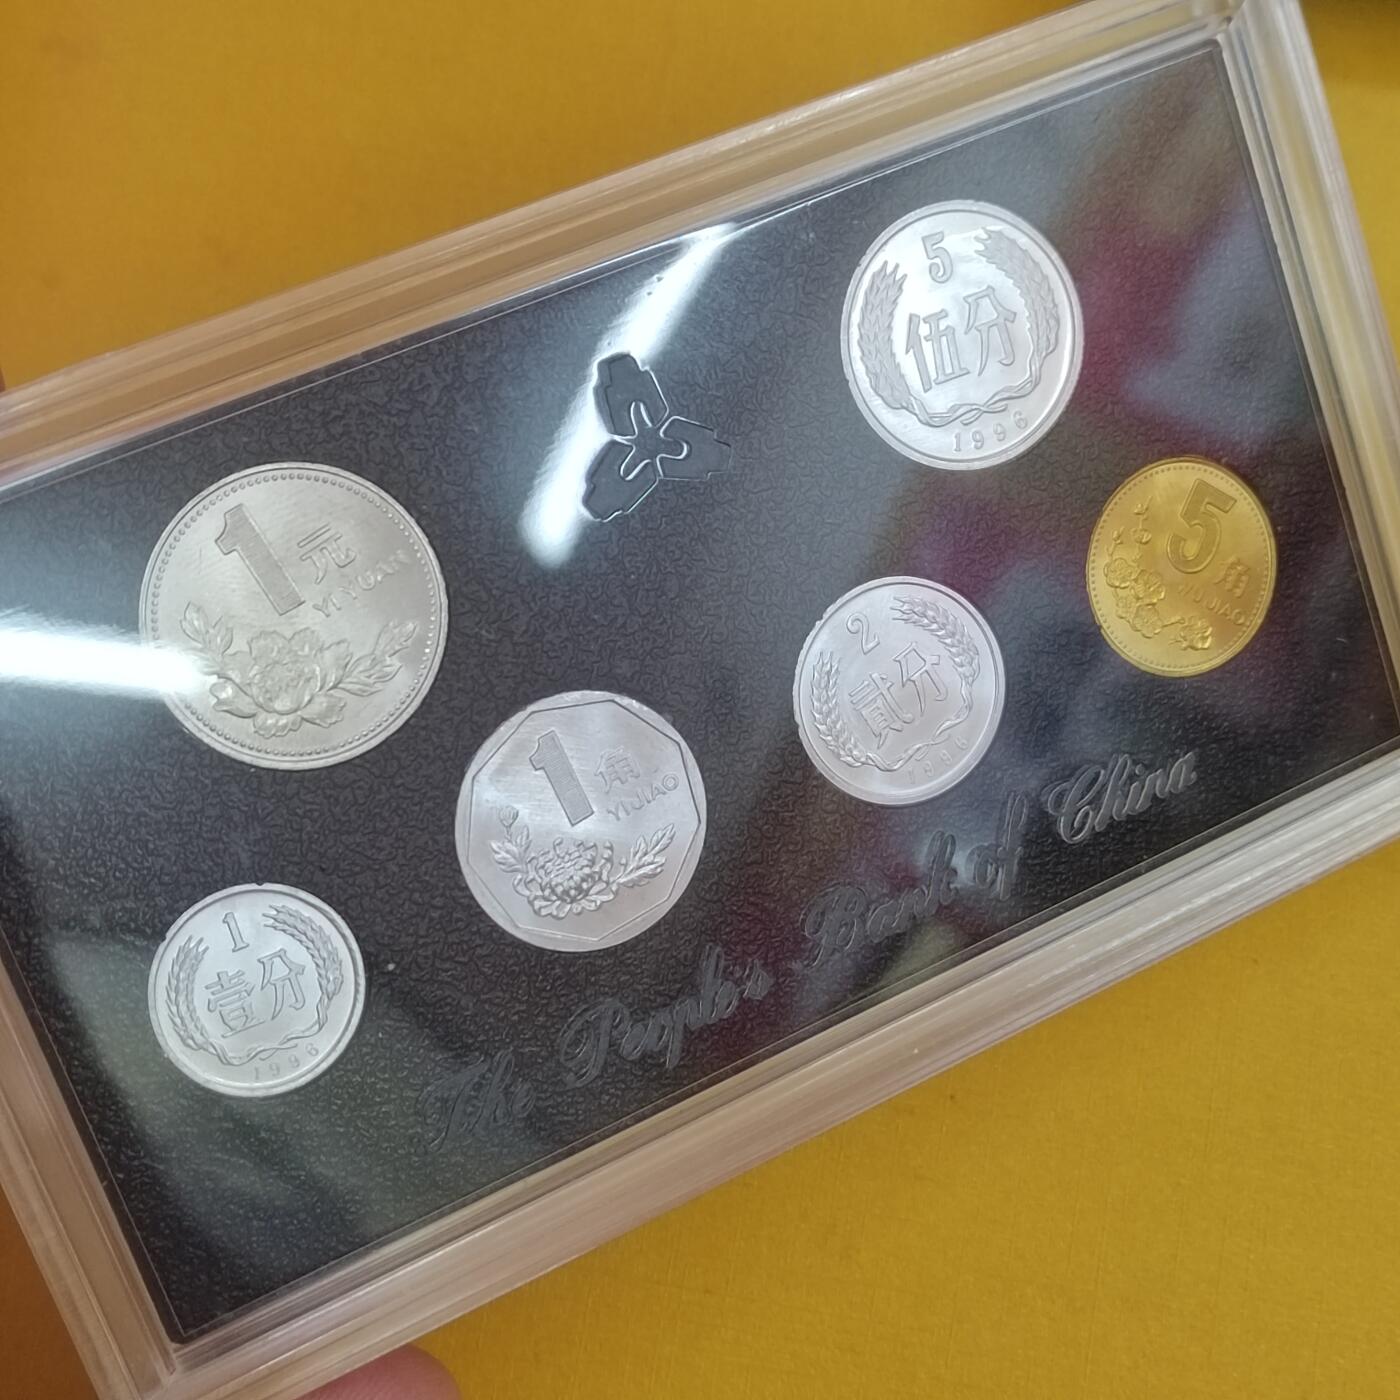 5
伍分
1996
1
元
YI YUAN
5
角
WU JIAO
2
贰分
1996
1
角
YI JIAO
1
壹分
1996
The People's Bank of China